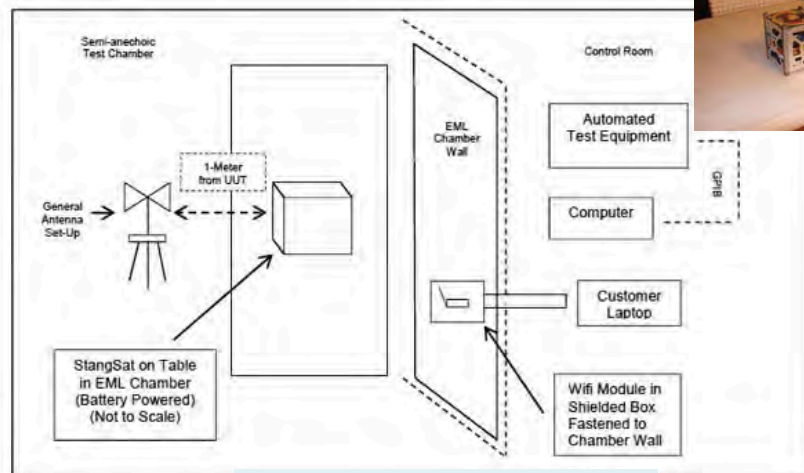 Semi-anechoic
Test Chamber
Control Room
EML
Chamber
Wall
Automated
Test Equipment
GPIB
Computer
1-Meter
from UUT
General
Antenna
Set-Up
Customer
Laptop
StangSat on Table
in EML Chamber
(Battery Powered)
(Not to Scale)
Wifi Module in
Shielded Box
Fastened to
Chamber Wall